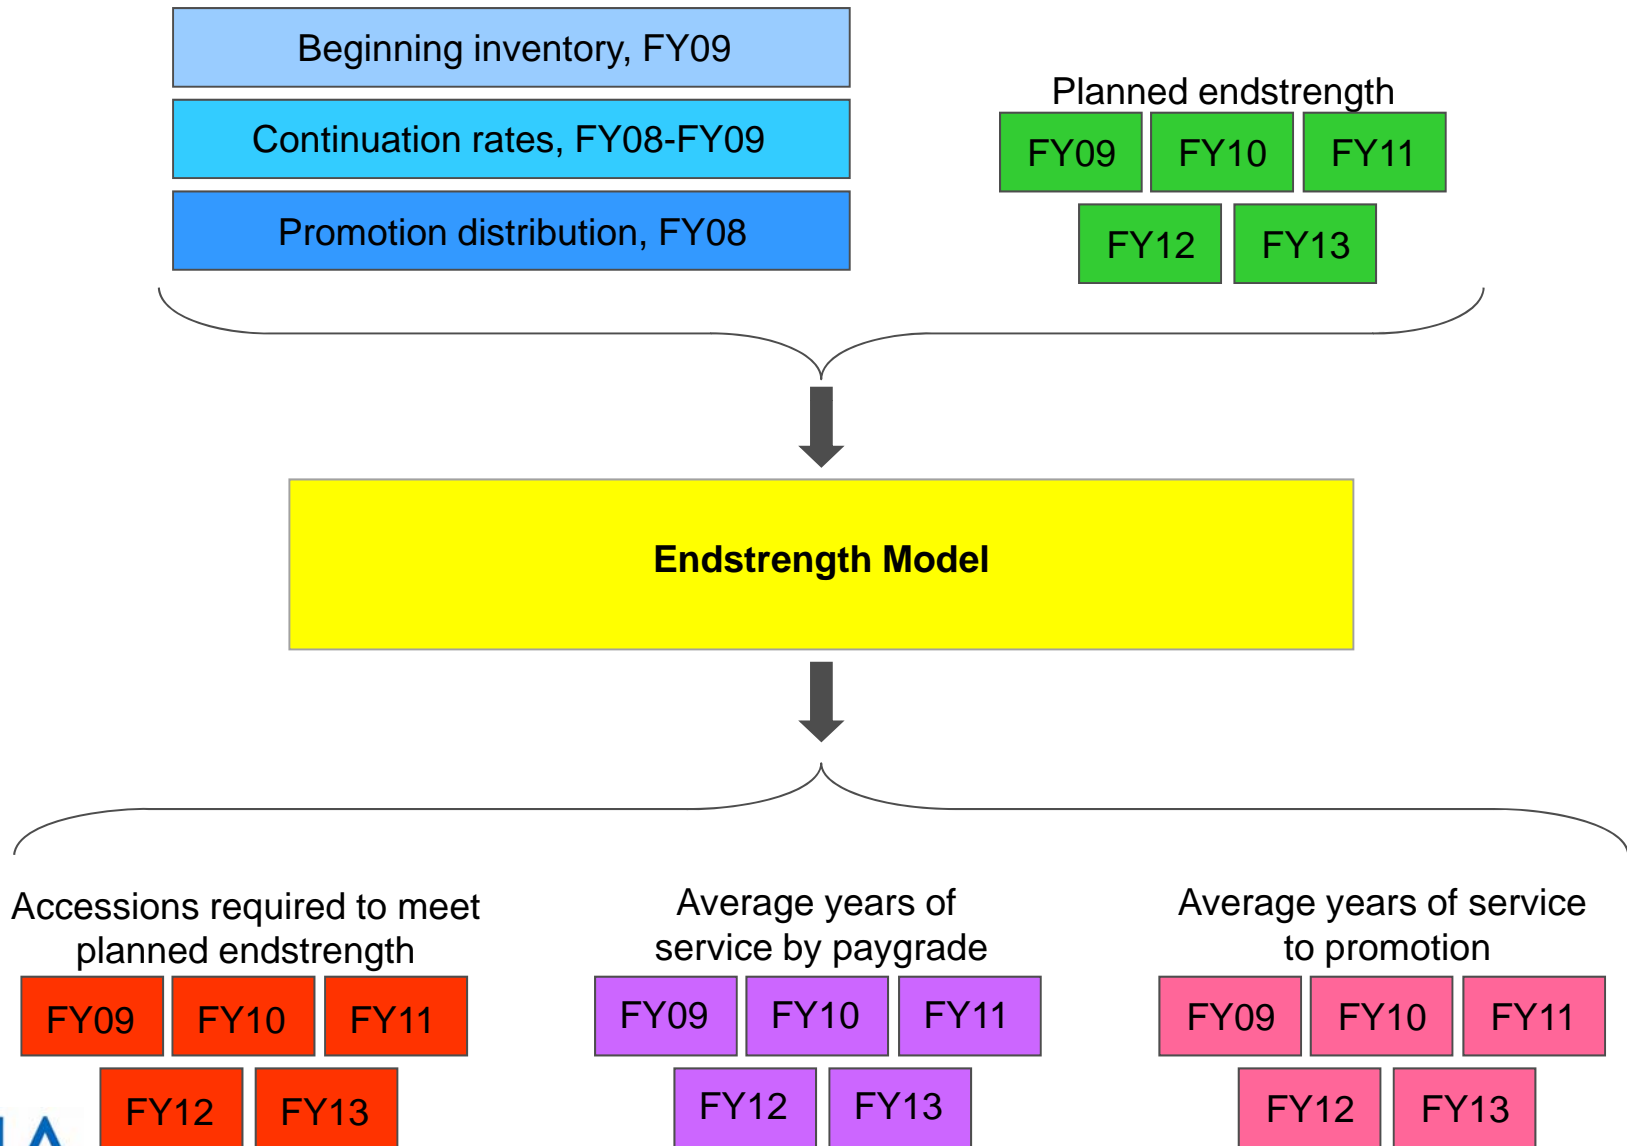 Beginning inventory, FY09
Continuation rates, FY08-FY09
Promotion distribution, FY08
Planned endstrength
FY09 FY10 FY11
FY12 FY13
Endstrength Model
Accessions required to meet
planned endstrength
FY09 FY10 FY11
FY12 FY13
Average years of
service by paygrade
FY09 FY10 FY11
FY12 FY13
Average years of service
to promotion
FY09 FY10 FY11
FY12 FY13